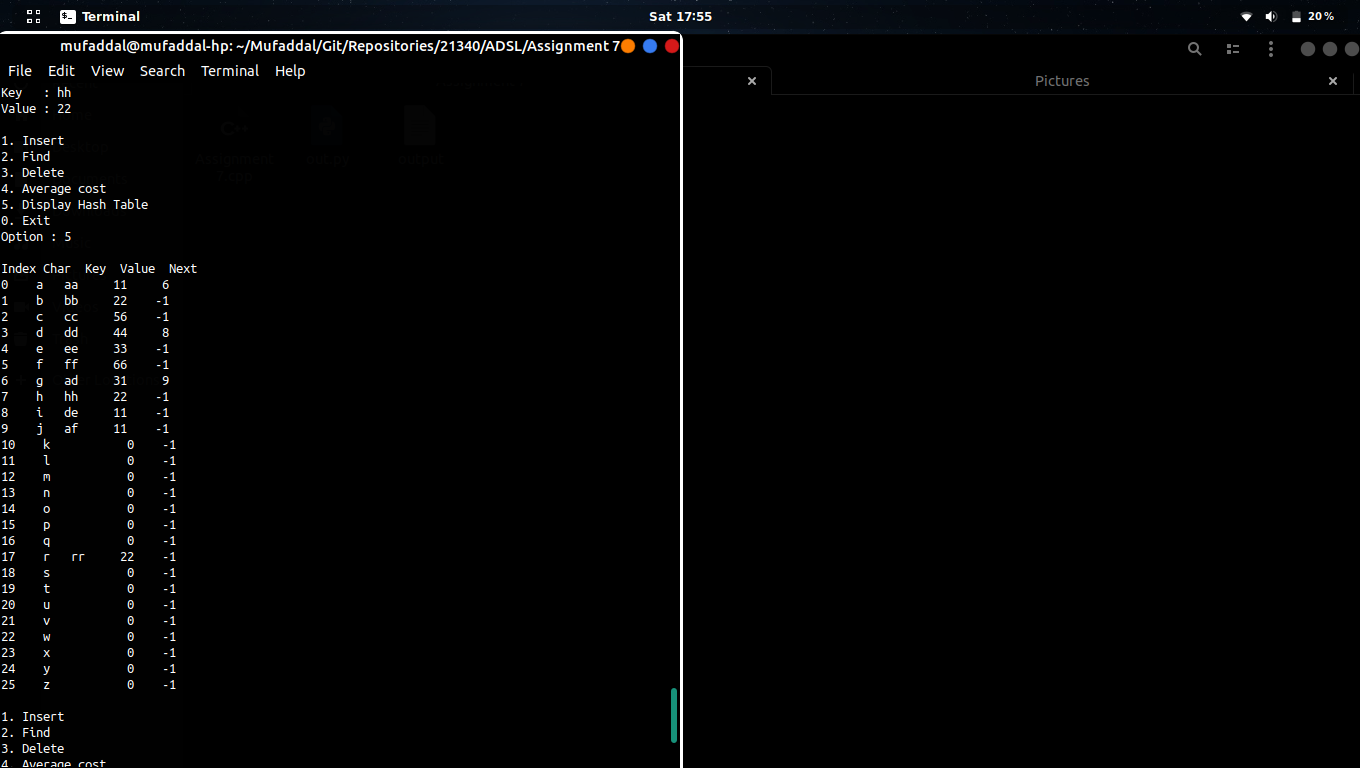 Terminal
Sat 17:55
20%
mufaddal@mufaddal-hp: ~/Mufaddal/Git/Repositories/21340/ADSL/Assignment 7
File Edit View Search Terminal Help
Pictures
Key   : hh
Value : 22
1. Insert
2. Find
3. Delete
4. Average cost
5. Display Hash Table
0. Exit
Option : 5
Index Char  Key  Value  Next
0    a   aa     11     6
1    b   bb     22    -1
2    c   cc     56    -1
3    d   dd     44     8
4    e   ee     33    -1
5    f   ff     66    -1
6    g   ad     31     9
7    h   hh     22    -1
8    i   de     11    -1
9    j   af     11    -1
10    k           0    -1
11    l           0    -1
12    m           0    -1
13    n           0    -1
14    o           0    -1
15    p           0    -1
16    q           0    -1
17    r   rr     22    -1
18    s           0    -1
19    t           0    -1
20    u           0    -1
21    v           0    -1
22    w           0    -1
23    x           0    -1
24    y           0    -1
25    z           0    -1
1. Insert
2. Find
3. Delete
4. Average cost